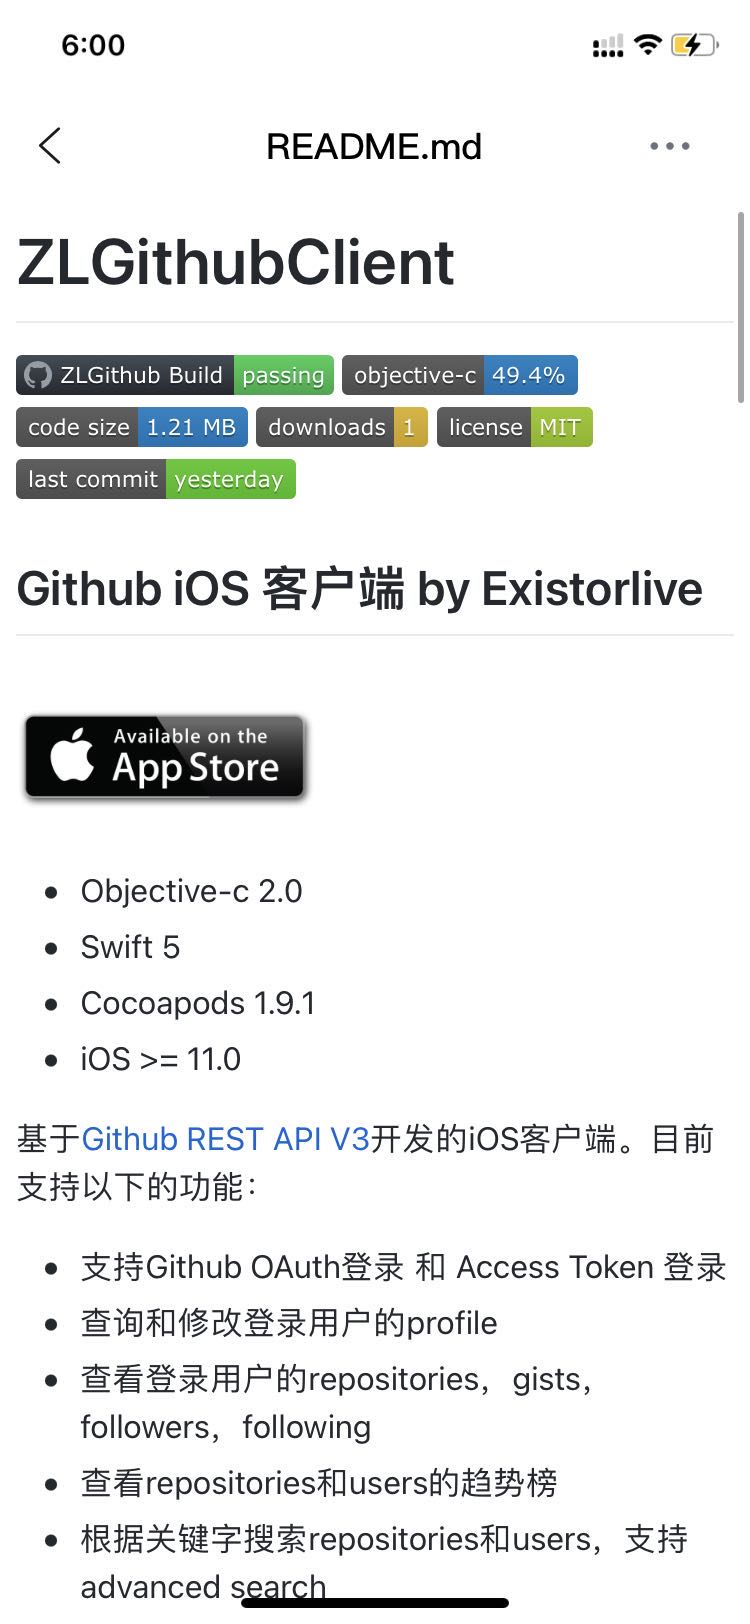 6:00
README.md
ZLGithubClient
ZLGithub Build passing objective-c 49.4%
code size 1.21 MB downloads 1 license MIT
last commit yesterday
Github iOS 客户端 by Existorlive
Available on the
App Store
Objective-c 2.0
Swift 5
Cocoapods 1.9.1
iOS >= 11.0
基于Github REST API V3开发的iOS客户端。目前
支持以下的功能：
支持Github OAuth登录 和 Access Token 登录
查询和修改登录用户的profile
查看登录用户的repositories，gists，
followers，following
查看repositories和users的趋势榜
根据关键字搜索repositories和users，支持
advanced search